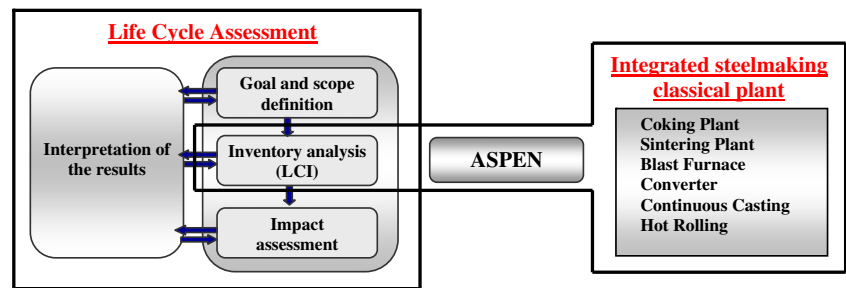 Life Cycle Assessment
Goal and scope
definition
Interpretation of
the results
Inventory analysis
(LCI)
Impact
assessment
ASPEN
Integrated steelmaking
classical plant
Coking Plant
Sintering Plant
Blast Furnace
Converter
Continuous Casting
Hot Rolling